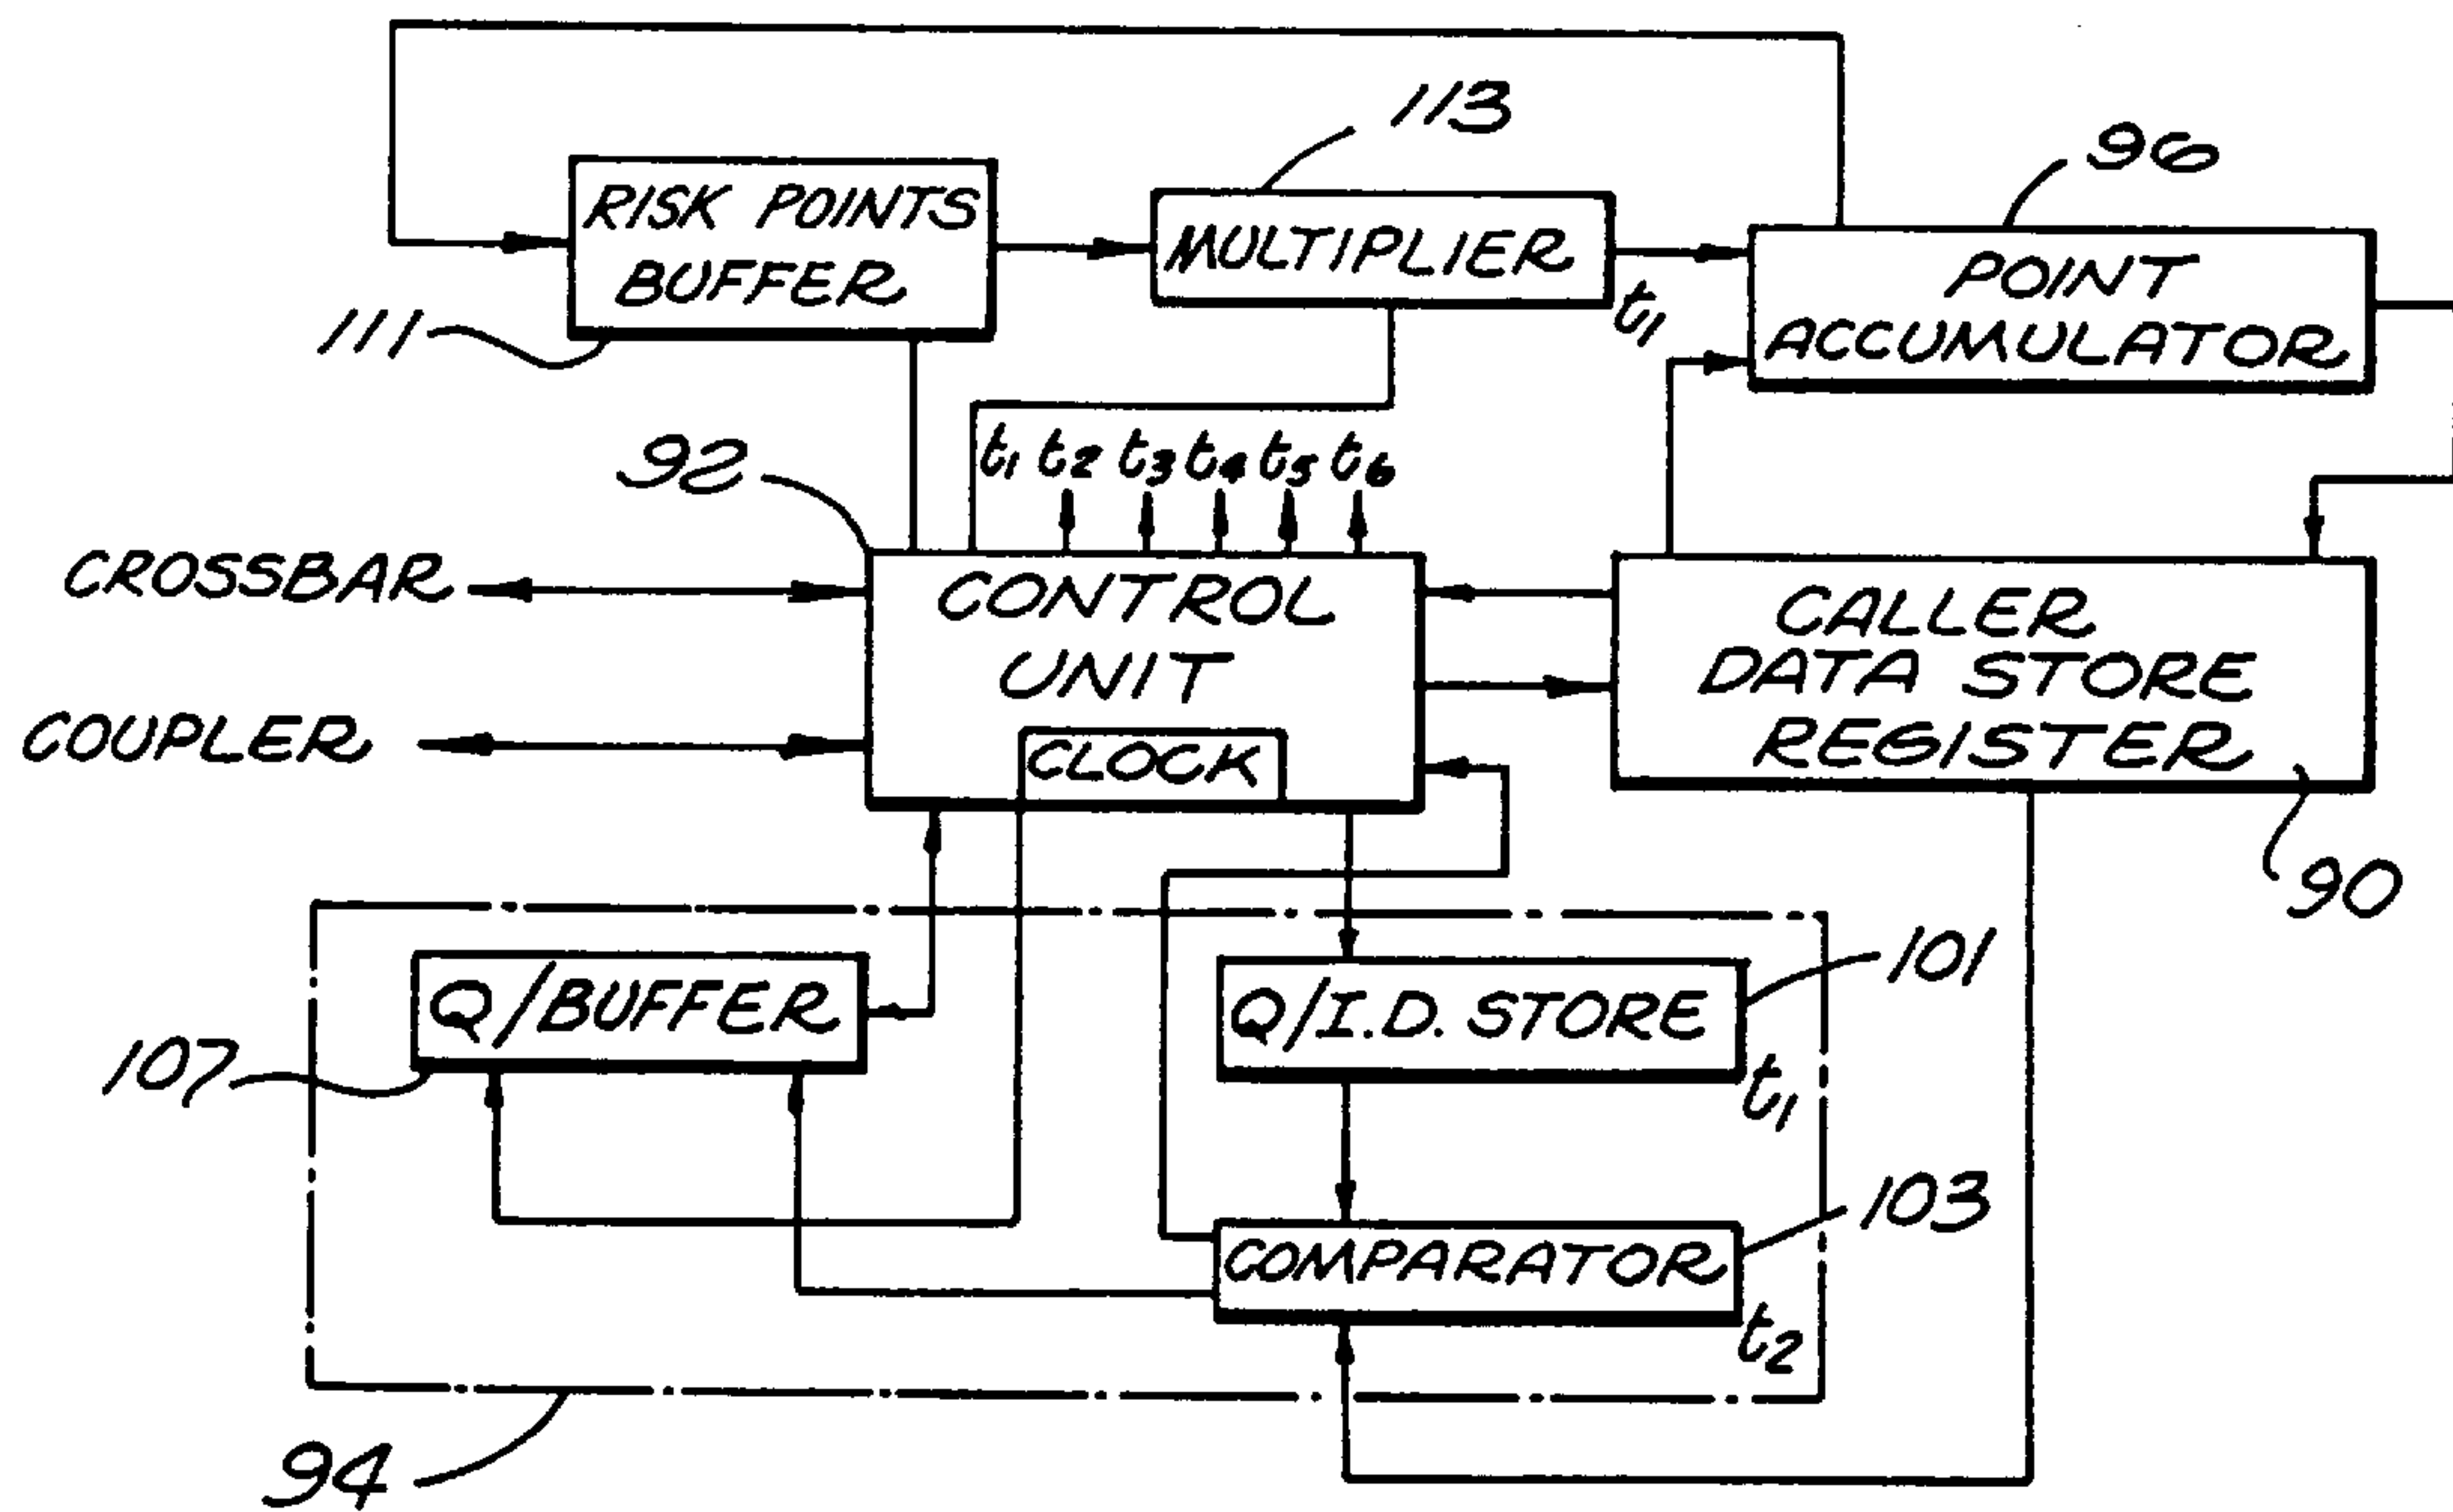 113
96
RISK POINTS
BUFFER
MULTIPLIER
POINT
ACCUMULATOR
t1
111
92
t1 t2 t3 t4 t5 t6
CROSSBAR
CONTROL
UNIT
CALLER
DATA STORE
REGISTER
COUPLER
CLOCK
90
101
Q/BUFFER
Q/I.D. STORE
107
t1
103
COMPARATOR
t2
94